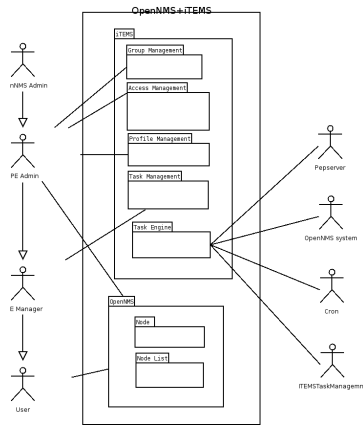 OpenNMS+iTEMS
iTEMS
Group Management
nNMS Admin
Access Management
Profile Management
Pepserver
PE Admin
Task Management
Task Engine
OpenNMS system
OpenNMS
E Manager
Cron
Node
Node List
ITEMSTaskManagemn
User